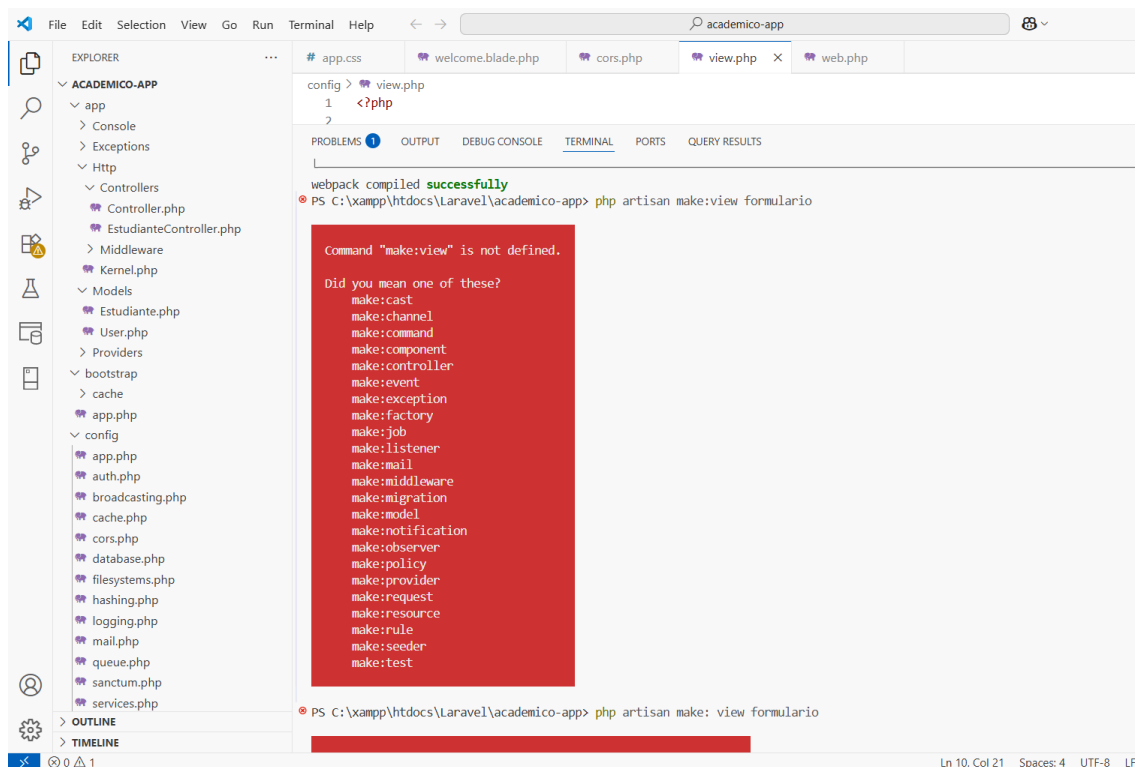 File Edit Selection View Go Run Terminal Help academico-app
EXPLORER
ACADEMICO-APP
app
Console
Exceptions
Http
Controllers
Controller.php
EstudianteController.php
Middleware
Kernel.php
Models
Estudiante.php
User.php
Providers
bootstrap
cache
app.php
config
app.php
auth.php
broadcasting.php
cache.php
cors.php
database.php
filesystems.php
hashing.php
logging.php
mail.php
queue.php
sanctum.php
services.php
OUTLINE
TIMELINE
# app.css welcome.blade.php cors.php view.php web.php
config > view.php
1 <?php
2
PROBLEMS 1 OUTPUT DEBUG CONSOLE TERMINAL PORTS QUERY RESULTS
webpack compiled successfully
PS C:\xampp\htdocs\Laravel\academico-app> php artisan make:view formulario
Command "make:view" is not defined.
Did you mean one of these?
make:cast
make:channel
make:command
make:component
make:controller
make:event
make:exception
make:factory
make:job
make:listener
make:mail
make:middleware
make:migration
make:model
make:notification
make:observer
make:policy
make:provider
make:request
make:resource
make:rule
make:seeder
make:test
PS C:\xampp\htdocs\Laravel\academico-app> php artisan make: view formulario
0 1 Ln 10, Col 21 Spaces: 4 UTF-8 LF